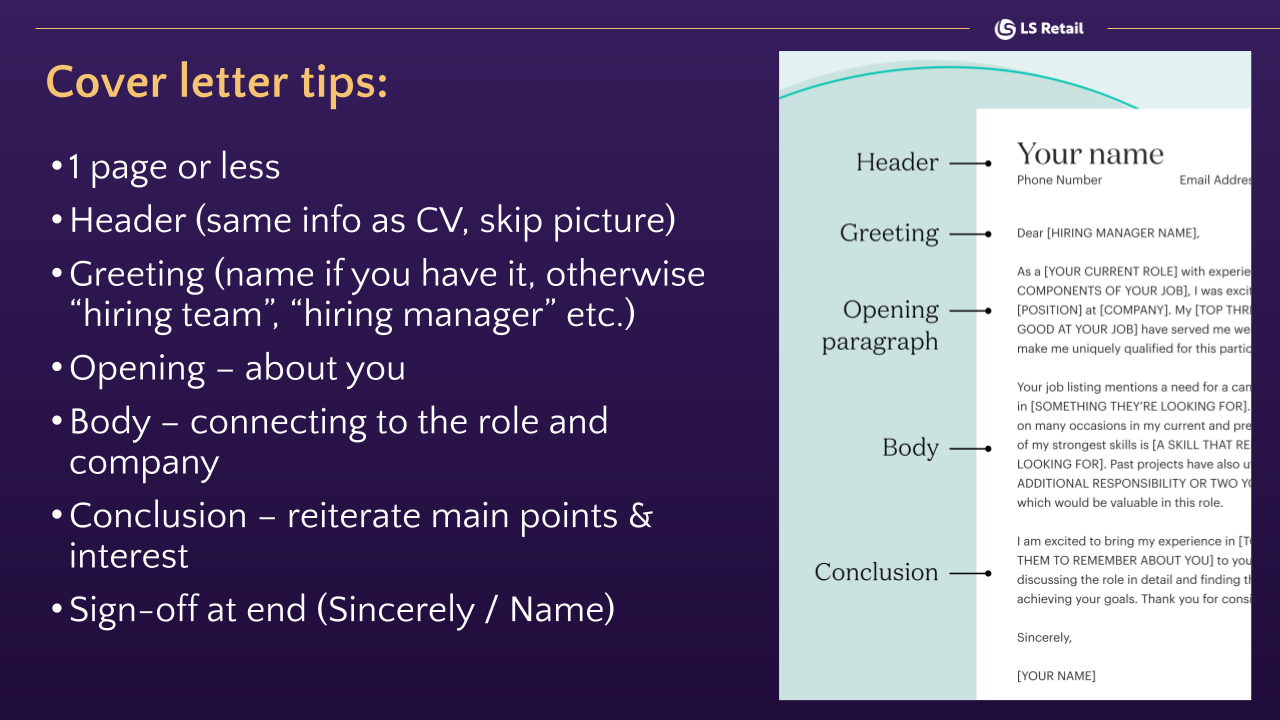 LS Retail
Cover letter tips:
•1 page or less
•Header (same info as CV, skip picture)
•Greeting (name if you have it, otherwise
“hiring team”, “hiring manager” etc.)
•Opening – about you
•Body – connecting to the role and
company
•Conclusion – reiterate main points &
interest
•Sign-off at end (Sincerely / Name)
Header
Your name
Phone Number Email Addres
Greeting
Dear [HIRING MANAGER NAME],
Opening
paragraph
As a [YOUR CURRENT ROLE] with experie
COMPONENTS OF YOUR JOB], I was excit
[POSITION] at [COMPANY]. My [TOP THR
GOOD AT YOUR JOB] have served me we
make me uniquely qualified for this partic
Body
Your job listing mentions a need for a can
in [SOMETHING THEY’RE LOOKING FOR].
on many occasions in my current and pre
of my strongest skills is [A SKILL THAT RE
LOOKING FOR]. Past projects have also u
ADDITIONAL RESPONSIBILITY OR TWO YO
which would be valuable in this role.
Conclusion
I am excited to bring my experience in [TO
THEM TO REMEMBER ABOUT YOU] to you
discussing the role in detail and finding th
achieving your goals. Thank you for consi
Sincerely,
[YOUR NAME]